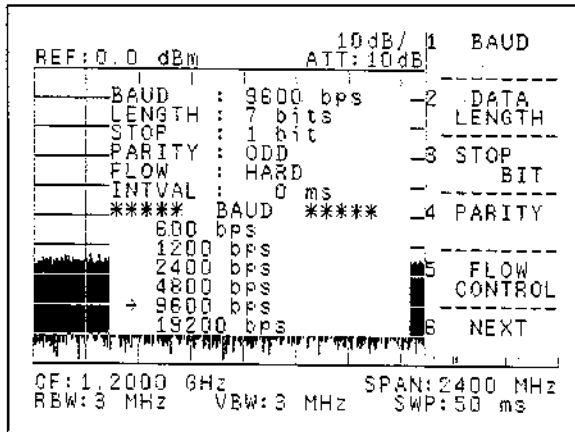 10dB/
REF:0.0 dBm ATT:10dB
BAUD : 9600 bps
LENGTH : 7 bits
STOP : 1 bit
PARITY : ODD
FLOW : HARD
INTVAL : 0 ms
***** BAUD *****
600 bps
1200 bps
2400 bps
4800 bps
→ 9600 bps
19200 bps
CF:1.2000 GHz SPAN:2400 MHz
RBW:3 MHz VBW:3 MHz SWP:50 ms
1 BAUD
2 DATA
LENGTH
3 STOP
BIT
4 PARITY
5 FLOW
CONTROL
6 NEXT